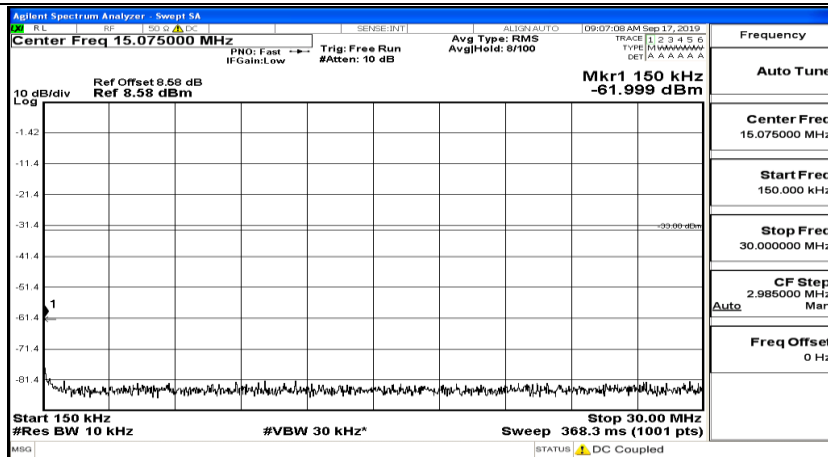 Agilent Spectrum Analyzer - Swept SA
LXI RL RF 50 Ω DC SENSE:INT ALIGN AUTO 09:07:08 AM Sep 17, 2019
Center Freq 15.075000 MHz
PNO: Fast
IFGain:Low
Trig: Free Run
#Atten: 10 dB
Avg Type: RMS
Avg|Hold: 8/100
TRACE 1 2 3 4 5 6
TYPE M WWWWW
DET A A A A A A
Ref Offset 8.58 dB
Ref 8.58 dBm
10 dB/div
Log
Mkr1 150 kHz
-61.999 dBm
-1.42
-11.4
-21.4
-31.4
-33.00 dBm
-41.4
-51.4
1
-61.4
-71.4
-81.4
Start 150 kHz
Stop 30.00 MHz
#Res BW 10 kHz
#VBW 30 kHz*
Sweep 368.3 ms (1001 pts)
MSG
STATUS DC Coupled
Frequency
Auto Tune
Center Freq
15.075000 MHz
Start Freq
150.000 kHz
Stop Freq
30.000000 MHz
CF Step
2.985000 MHz
Auto Man
Freq Offset
0 Hz